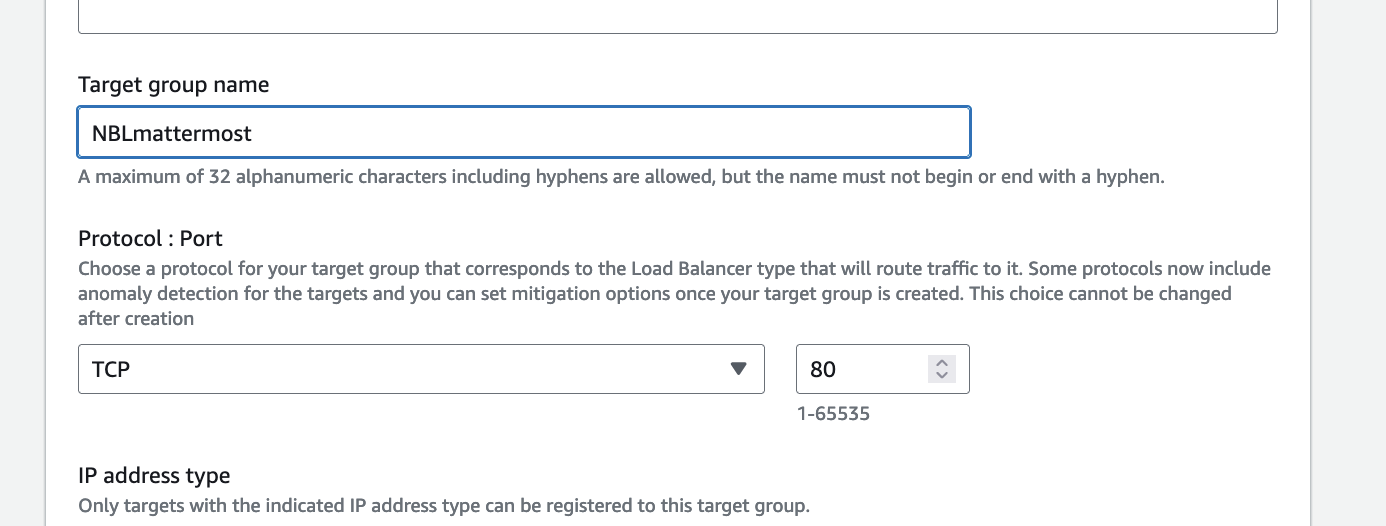 Target group name
NBLmattermost
A maximum of 32 alphanumeric characters including hyphens are allowed, but the name must not begin or end with a hyphen.
Protocol : Port
Choose a protocol for your target group that corresponds to the Load Balancer type that will route traffic to it. Some protocols now include
anomaly detection for the targets and you can set mitigation options once your target group is created. This choice cannot be changed
after creation
TCP 80
1-65535
IP address type
Only targets with the indicated IP address type can be registered to this target group.